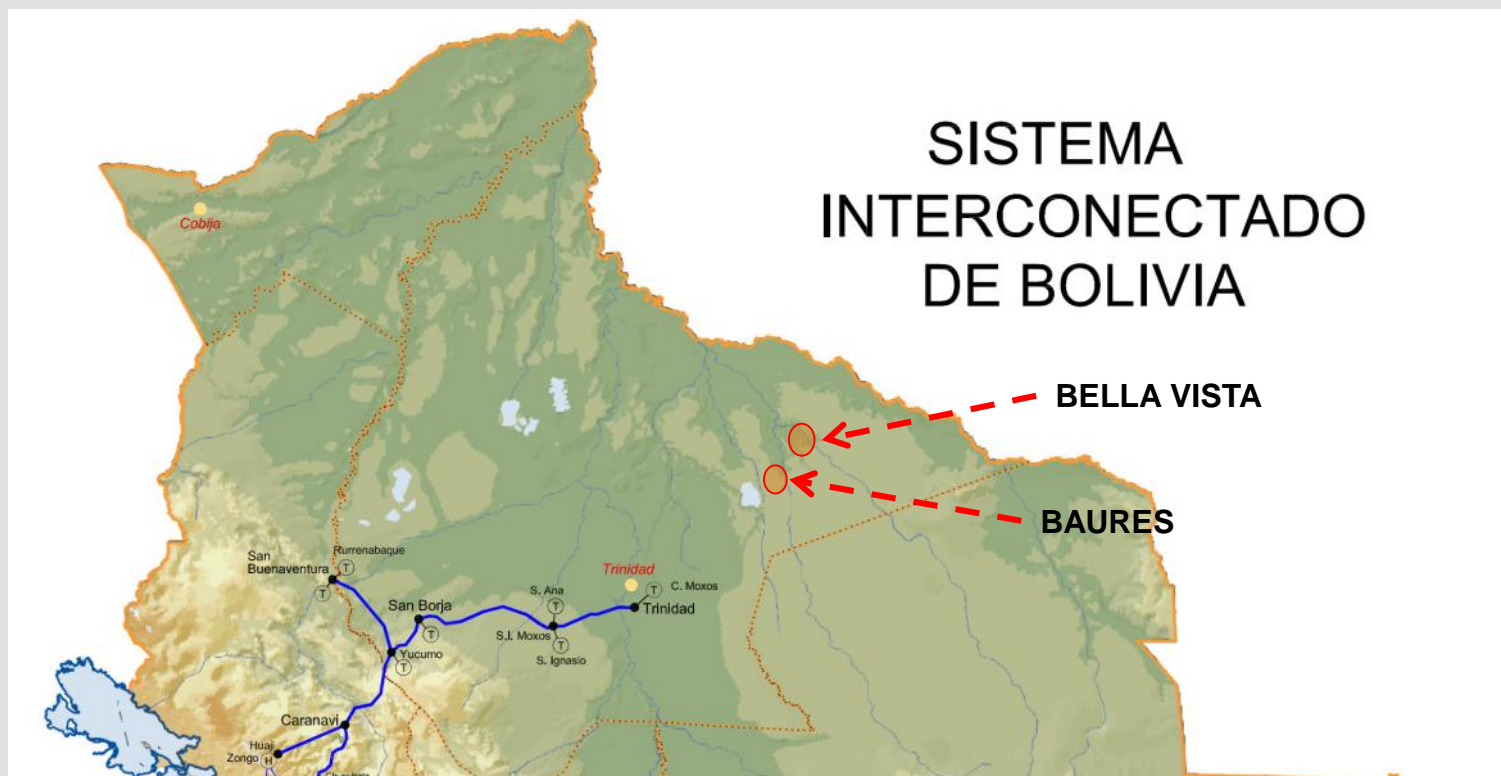 SISTEMA
INTERCONECTADO
DE BOLIVIA
Cobija
BELLA VISTA
BAURES
San
Buenaventura
Rurrenabaque
T
T
Trinidad
S. Ana
T
C. Moxos
T
San Borja
T
Trinidad
S.I. Moxos
T
S. Ignasio
Yucumo
T
Caranavi
Huaj
Zongo
H